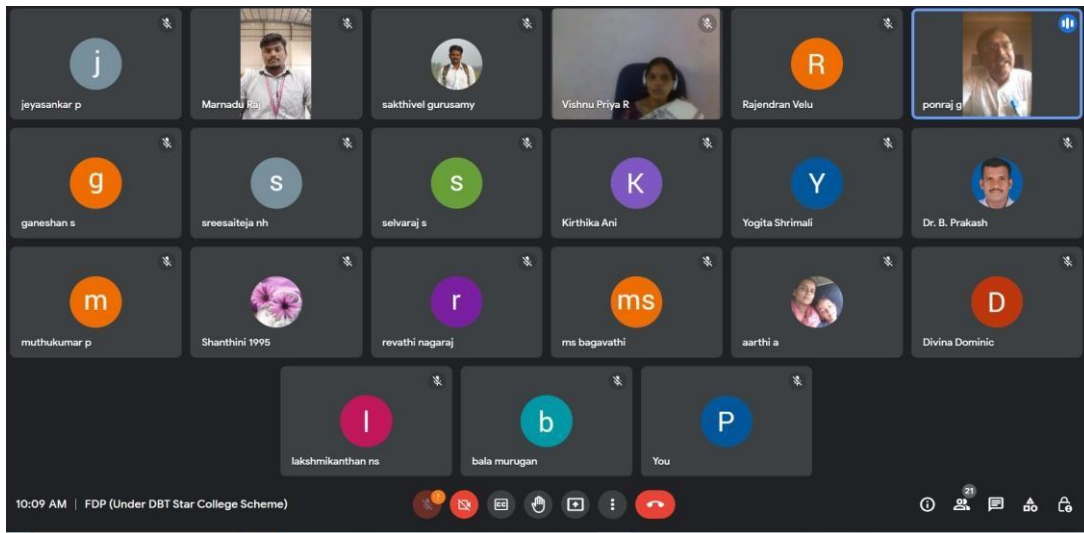 j
jeyasankar p
Marnadu Raj
sakthivel gurusamy
Vishnu Priya R
R
Rajendran Velu
ponraj g
g
ganeshan s
s
sreesaiteja nh
s
selvaraj s
K
Kirthika Ani
Y
Yogita Shrimali
Dr. B. Prakash
m
muthukumar p
Shanthini 1995
r
revathi nagaraj
ms
ms bagavathi
aarthi a
D
Divina Dominic
l
lakshmikanthan ns
b
bala murugan
P
You
10:09 AM | FDP (Under DBT Star College Scheme)
!
CC
21